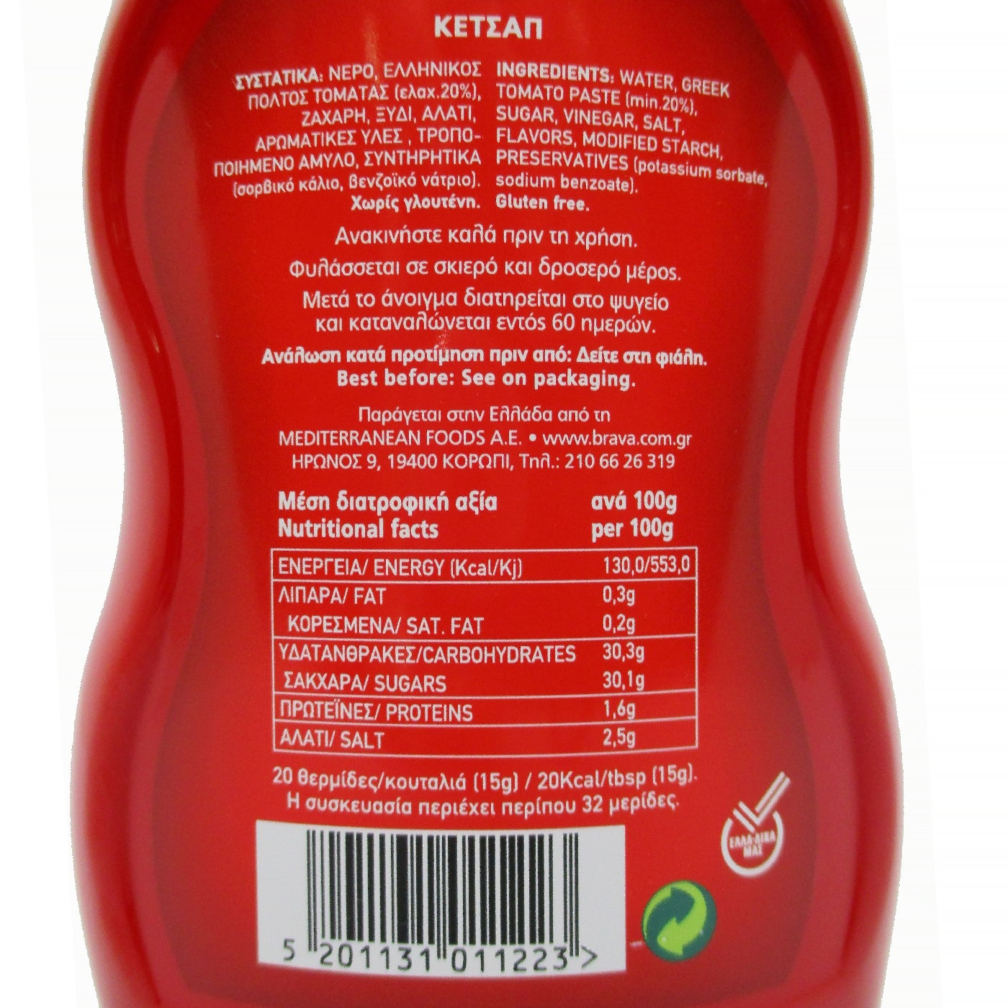 ΚΕΤΣΑΠ
ΣΥΣΤΑΤΙΚΑ: ΝΕΡΟ, ΕΛΛΗΝΙΚΟΣ
ΠΟΛΤΟΣ ΤΟΜΑΤΑΣ (ελαχ.20%),
ΖΑΧΑΡΗ, ΞΥΔΙ, ΑΛΑΤΙ,
ΑΡΩΜΑΤΙΚΕΣ ΥΛΕΣ , ΤΡΟΠΟ-
ΠΟΙΗΜΕΝΟ ΑΜΥΛΟ, ΣΥΝΤΗΡΗΤΙΚΑ
(σορβικό κάλιο, βενζοϊκό νάτριο).
Χωρίς γλουτένη.
INGREDIENTS: WATER, GREEK
TOMATO PASTE (min.20%),
SUGAR, VINEGAR, SALT,
FLAVORS, MODIFIED STARCH,
PRESERVATIVES (potassium sorbate,
sodium benzoate).
Gluten free.
Ανακινήστε καλά πριν τη χρήση.
Φυλάσσεται σε σκιερό και δροσερό μέρος.
Μετά το άνοιγμα διατηρείται στο ψυγείο
και καταναλώνεται εντός 60 ημερών.
Ανάλωση κατά προτίμηση πριν από: Δείτε στη φιάλη.
Best before: See on packaging.
Παράγεται στην Ελλάδα από τη
MEDITERRANEAN FOODS A.E. • www.brava.com.gr
ΗΡΩΝΟΣ 9, 19400 ΚΟΡΩΠΙ, Τηλ.: 210 66 26 319
Μέση διατροφική αξία ανά 100g
Nutritional facts per 100g
ΕΝΕΡΓΕΙΑ/ ENERGY (Kcal/Kj) 130,0/553,0
ΛΙΠΑΡΑ/ FAT 0,3g
ΚΟΡΕΣΜΕΝΑ/ SAT. FAT 0,2g
ΥΔΑΤΑΝΘΡΑΚΕΣ/CARBOHYDRATES 30,3g
ΣΑΚΧΑΡΑ/ SUGARS 30,1g
ΠΡΩΤΕΪΝΕΣ/ PROTEINS 1,6g
ΑΛΑΤΙ/ SALT 2,5g
20 θερμίδες/κουταλιά (15g) / 20Kcal/tbsp (15g).
Η συσκευασία περιέχει περίπου 32 μερίδες.
ΕΛΛΑ-ΔΙΚΑ
ΜΑΣ
5 201131 011223 >